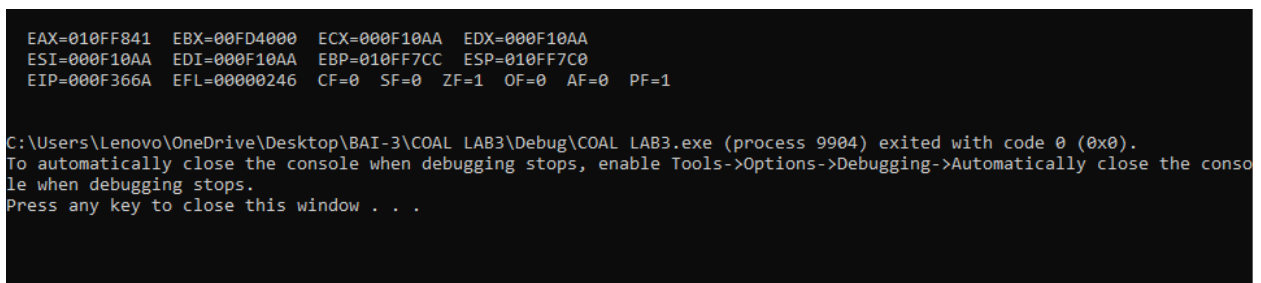 EAX=010FF841  EBX=00FD4000  ECX=000F10AA  EDX=000F10AA
ESI=000F10AA  EDI=000F10AA  EBP=010FF7CC  ESP=010FF7C0
EIP=000F366A  EFL=00000246  CF=0  SF=0  ZF=1  OF=0  AF=0  PF=1
C:\Users\Lenovo\OneDrive\Desktop\BAI-3\COAL LAB3\Debug\COAL LAB3.exe (process 9904) exited with code 0 (0x0).
To automatically close the console when debugging stops, enable Tools->Options->Debugging->Automatically close the conso
le when debugging stops.
Press any key to close this window . . .